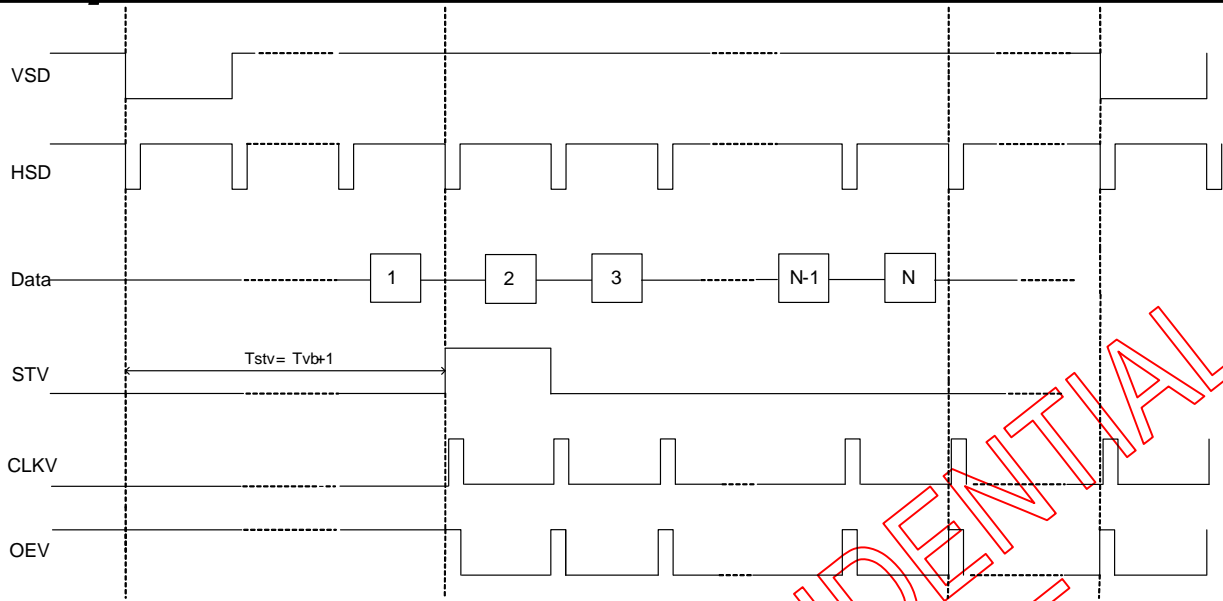 VSD
HSD
Data
1
2
3
N-1
N
Tstv= Tvb+1
STV
CLKV
OEV